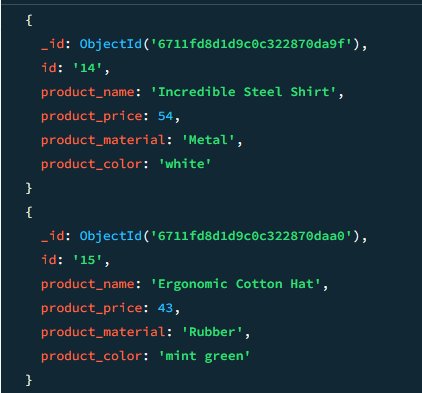 {
_id: ObjectId('6711fd8d1d9c0c322870da9f'),
id: '14',
product_name: 'Incredible Steel Shirt',
product_price: 54,
product_material: 'Metal',
product_color: 'white'
}
{
_id: ObjectId('6711fd8d1d9c0c322870daa0'),
id: '15',
product_name: 'Ergonomic Cotton Hat',
product_price: 43,
product_material: 'Rubber',
product_color: 'mint green'
}